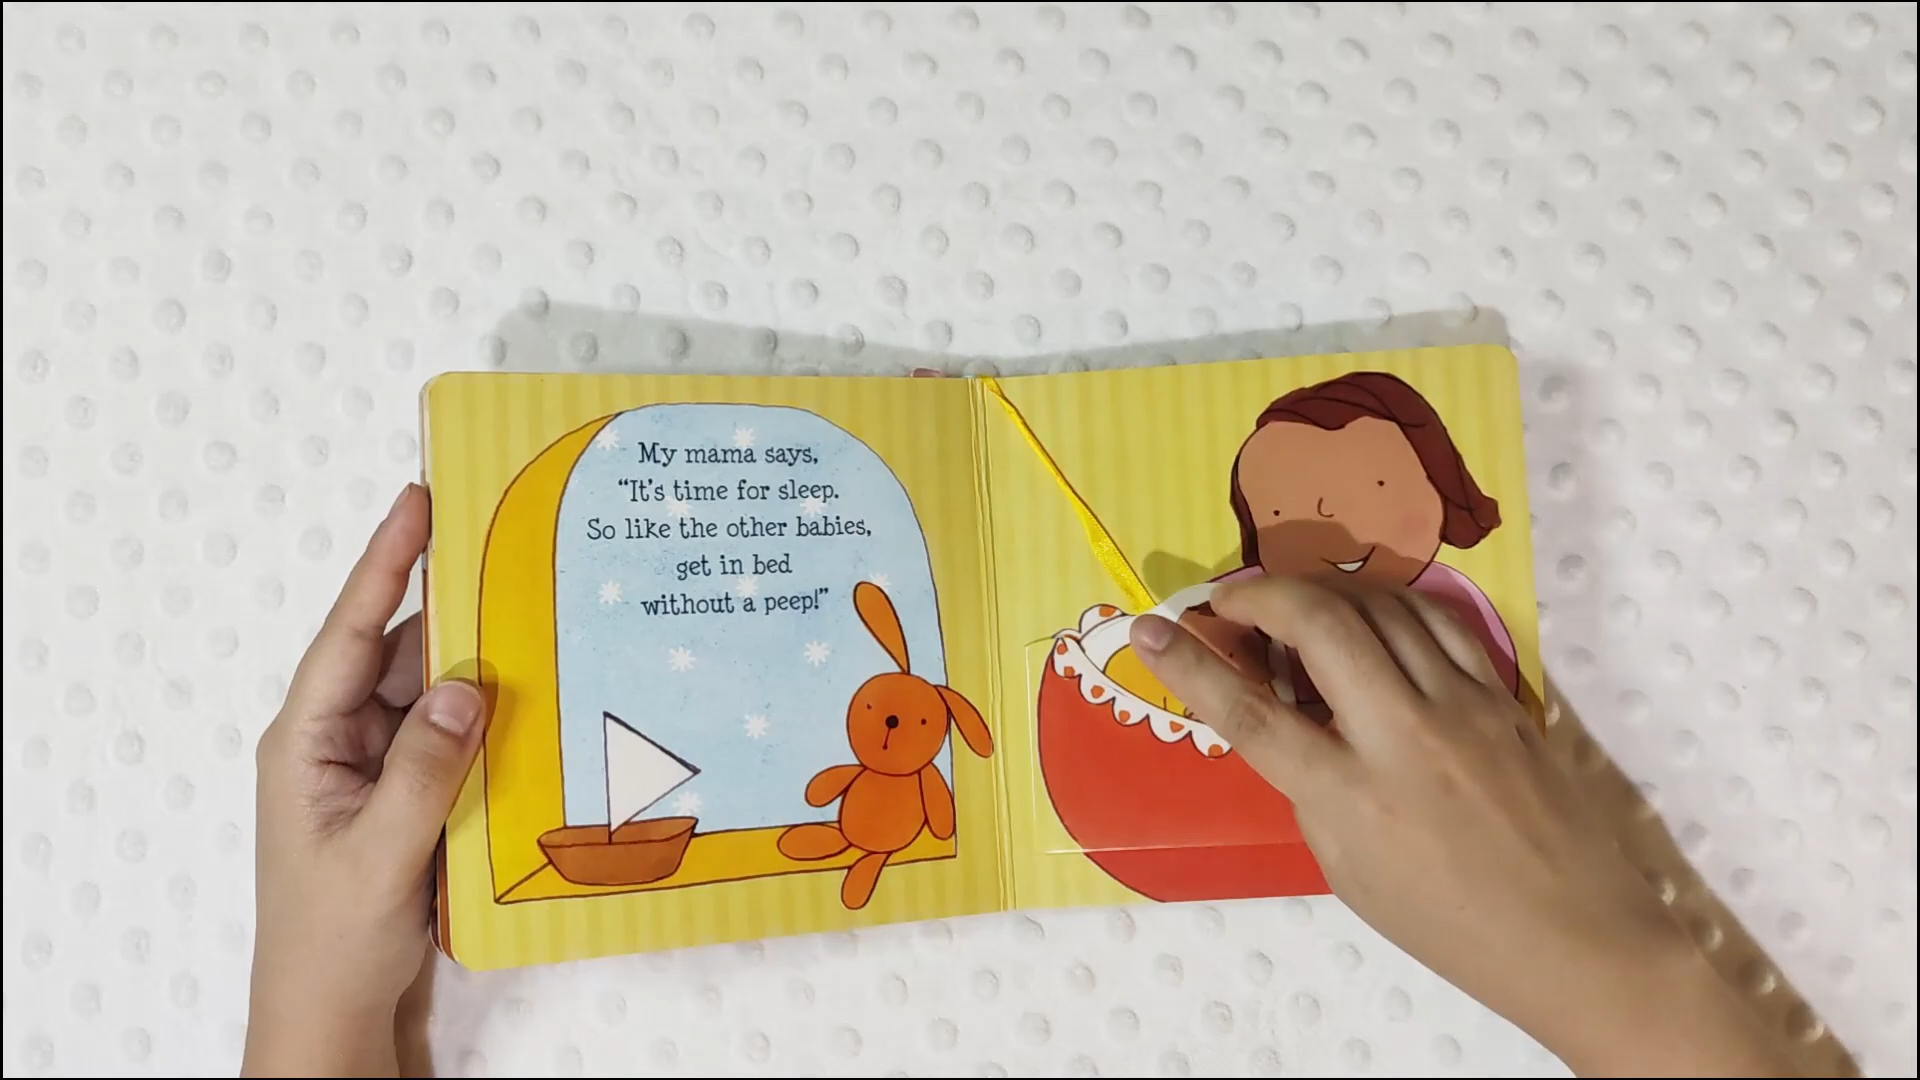 My mama says,
“It's time for sleep.
So like the other babies,
get in bed
without a peep!”